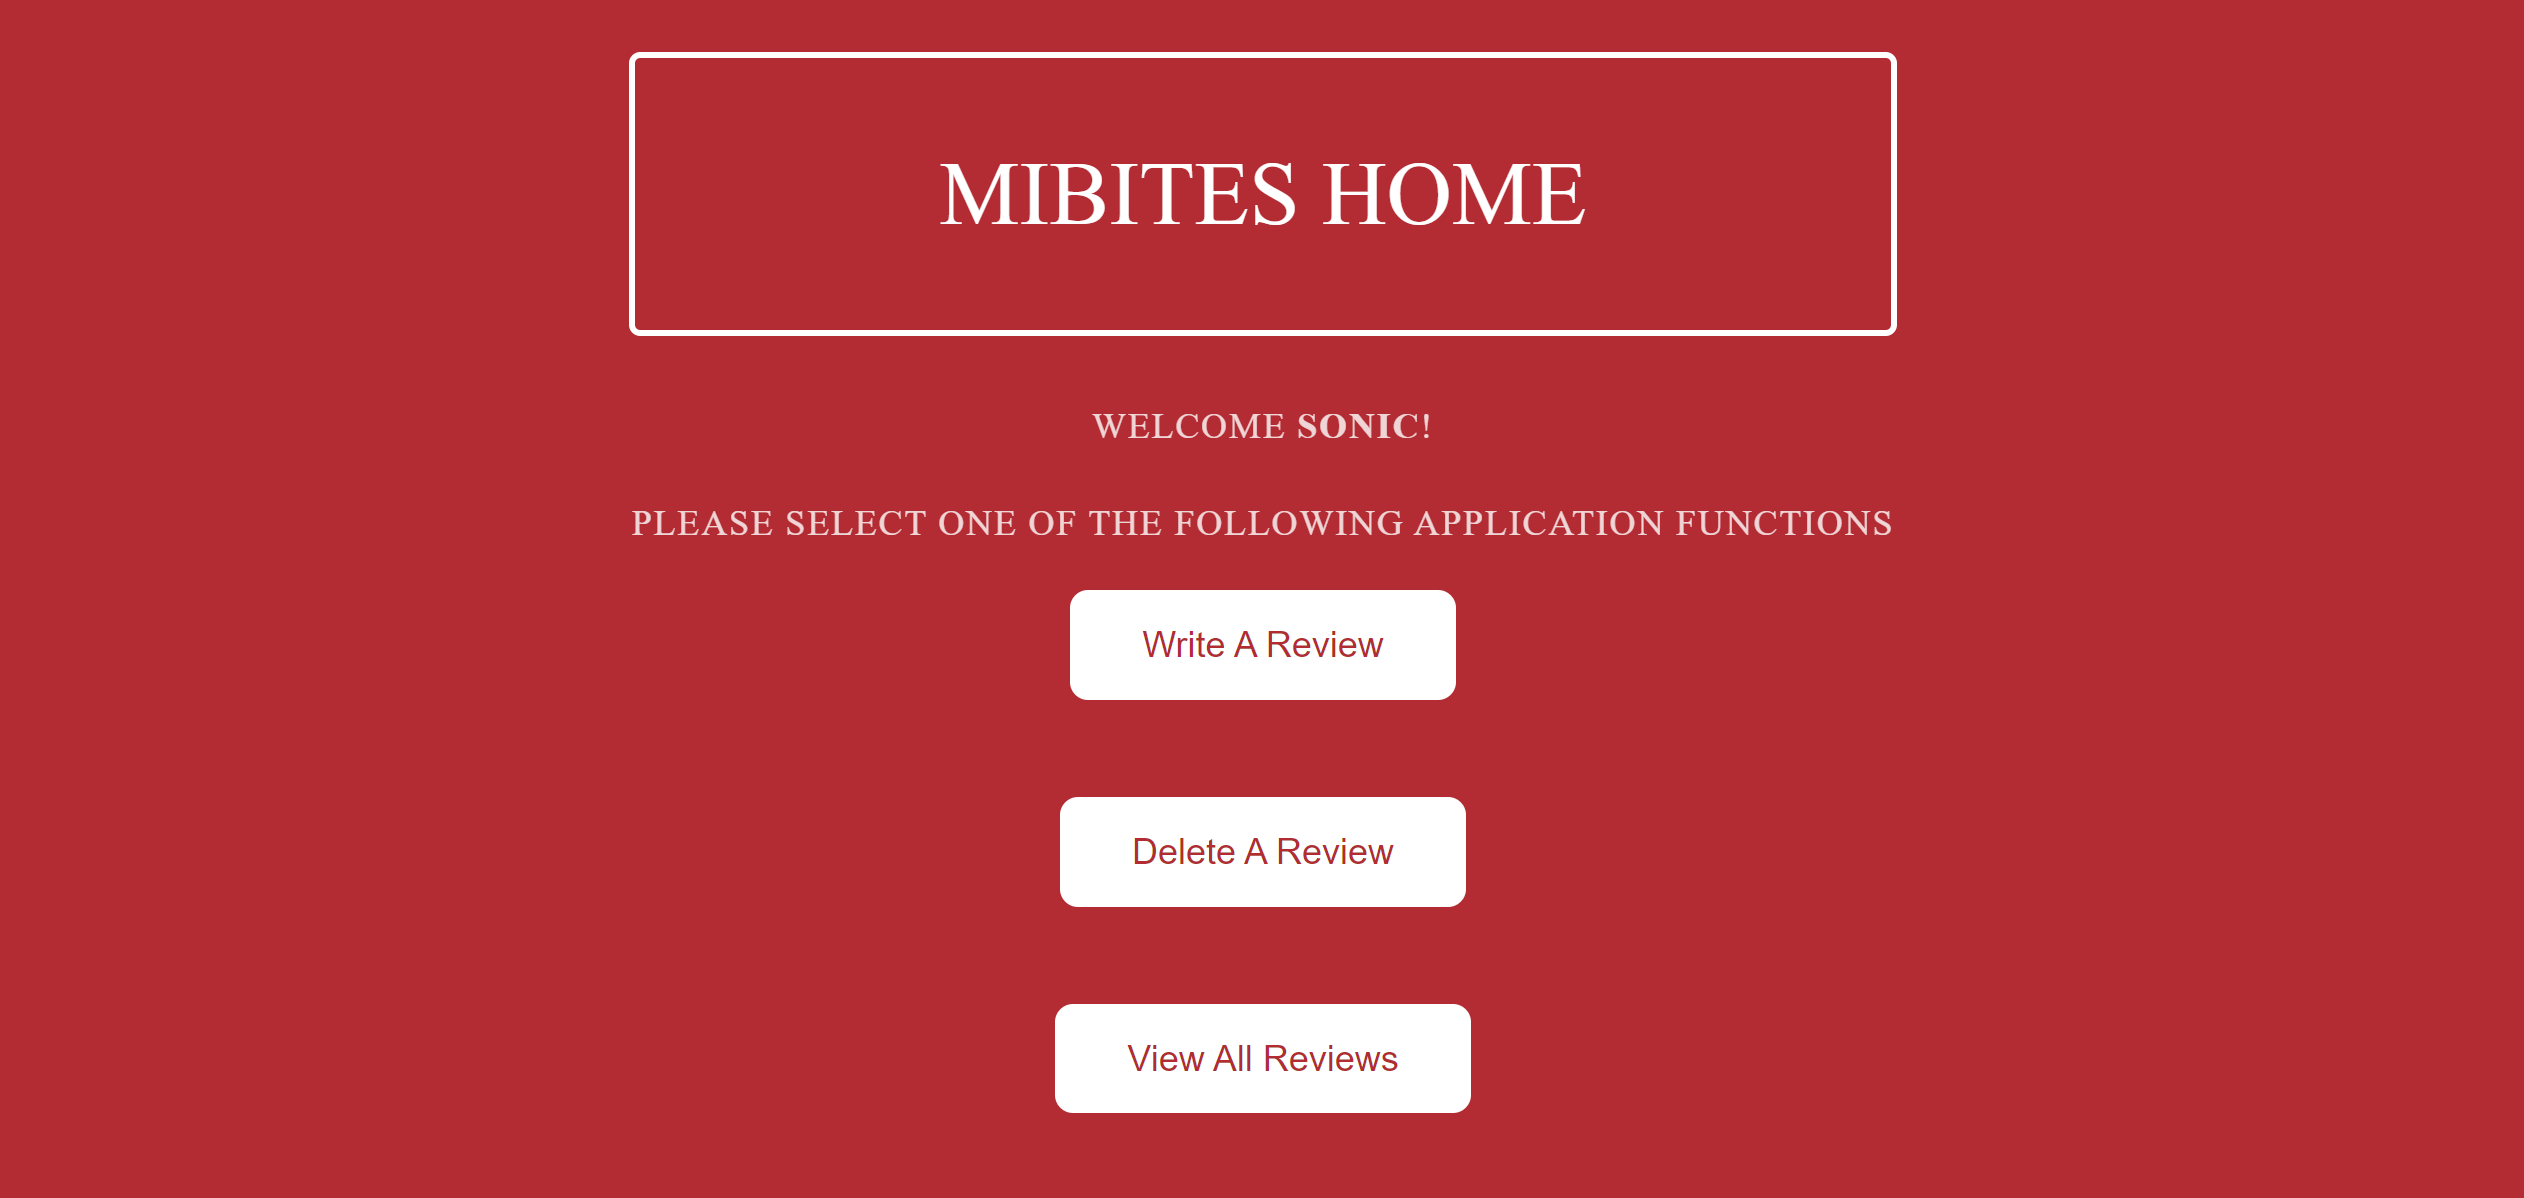 MIBITES HOME
WELCOME SONIC!
PLEASE SELECT ONE OF THE FOLLOWING APPLICATION FUNCTIONS
Write A Review
Delete A Review
View All Reviews